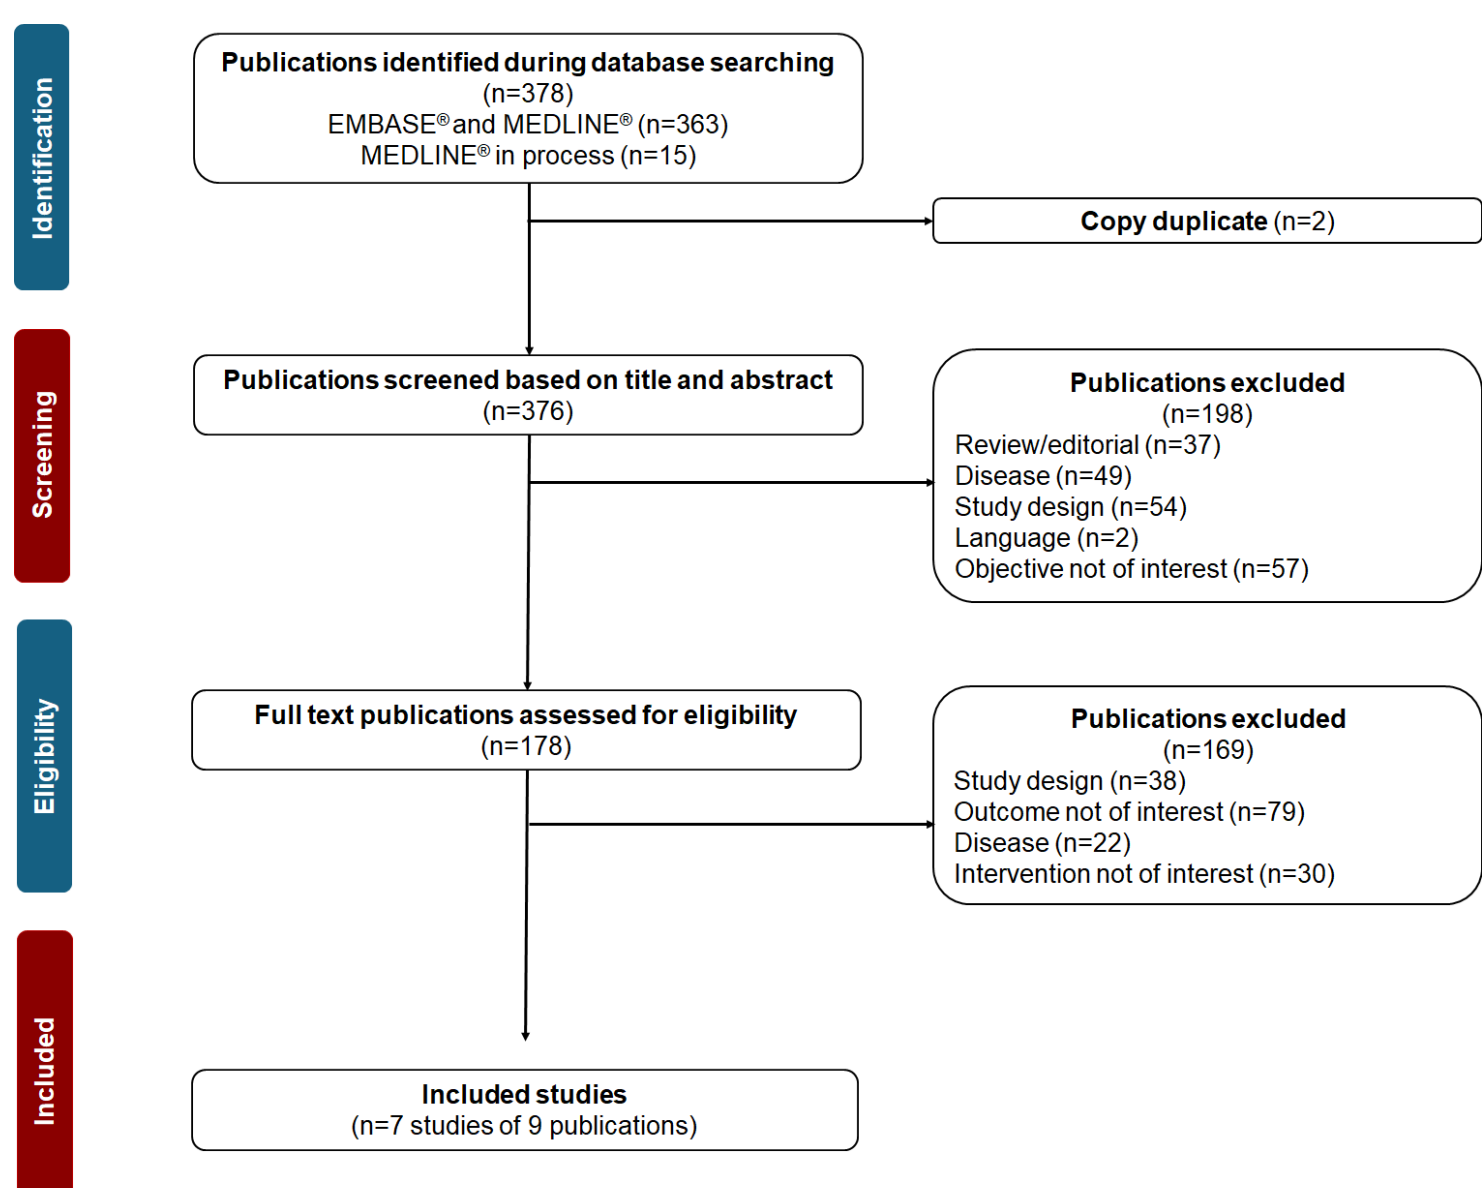 Identification
Publications identified during database searching
(n=378)
EMBASE® and MEDLINE® (n=363)
MEDLINE® in process (n=15)
Copy duplicate (n=2)
Screening
Publications screened based on title and abstract
(n=376)
Publications excluded
(n=198)
Review/editorial (n=37)
Disease (n=49)
Study design (n=54)
Language (n=2)
Objective not of interest (n=57)
Eligibility
Full text publications assessed for eligibility
(n=178)
Publications excluded
(n=169)
Study design (n=38)
Outcome not of interest (n=79)
Disease (n=22)
Intervention not of interest (n=30)
Included
Included studies
(n=7 studies of 9 publications)